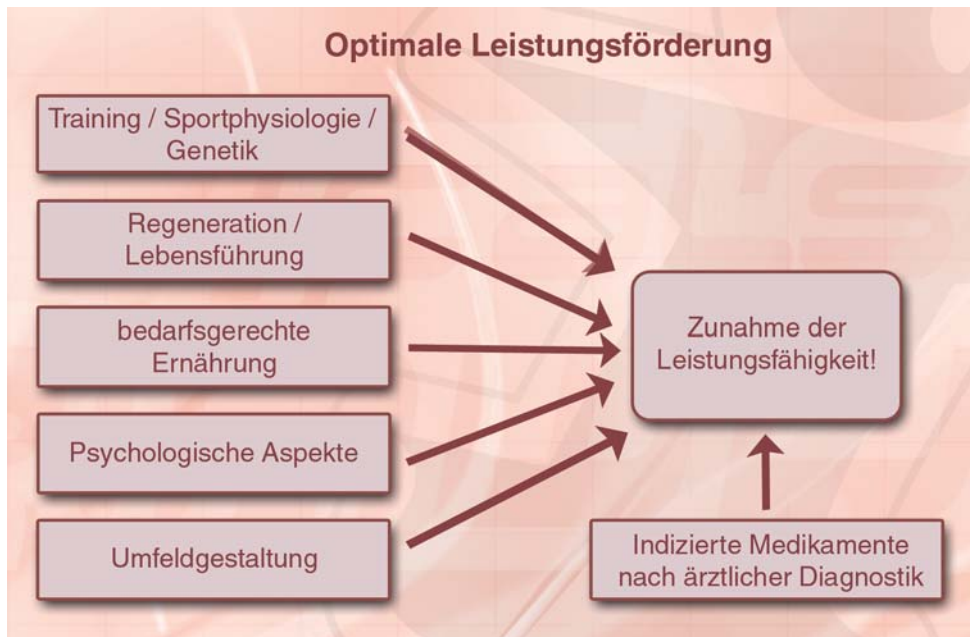 Optimale Leistungsförderung
Training / Sportphysiologie /
Genetik
Regeneration /
Lebensführung
bedarfsgerechte
Ernährung
Psychologische Aspekte
Umfeldgestaltung
Zunahme der
Leistungsfähigkeit!
Indizierte Medikamente
nach ärztlicher Diagnostik